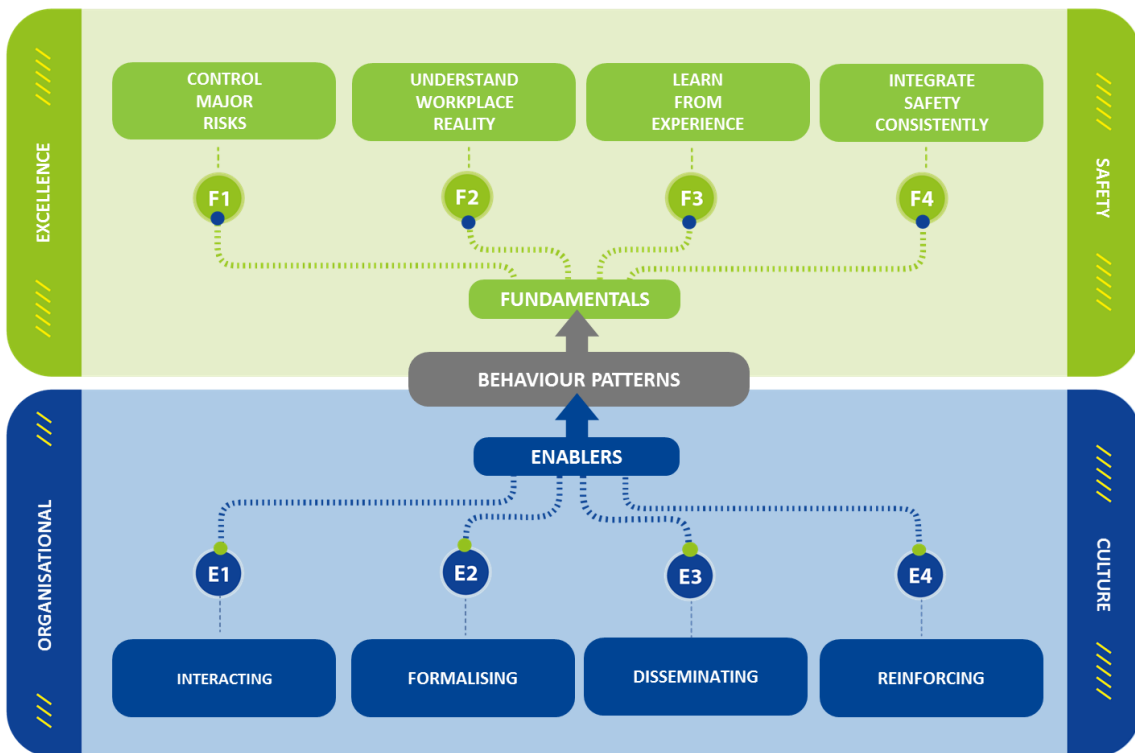 EXCELLENCE
CONTROL
MAJOR
RISKS
UNDERSTAND
WORKPLACE
REALITY
LEARN
FROM
EXPERIENCE
INTEGRATE
SAFETY
CONSISTENTLY
SAFETY
F1
F2
F3
F4
FUNDAMENTALS
BEHAVIOUR PATTERNS
ORGANISATIONAL
ENABLERS
CULTURE
E1
E2
E3
E4
INTERACTING
FORMALISING
DISSEMINATING
REINFORCING